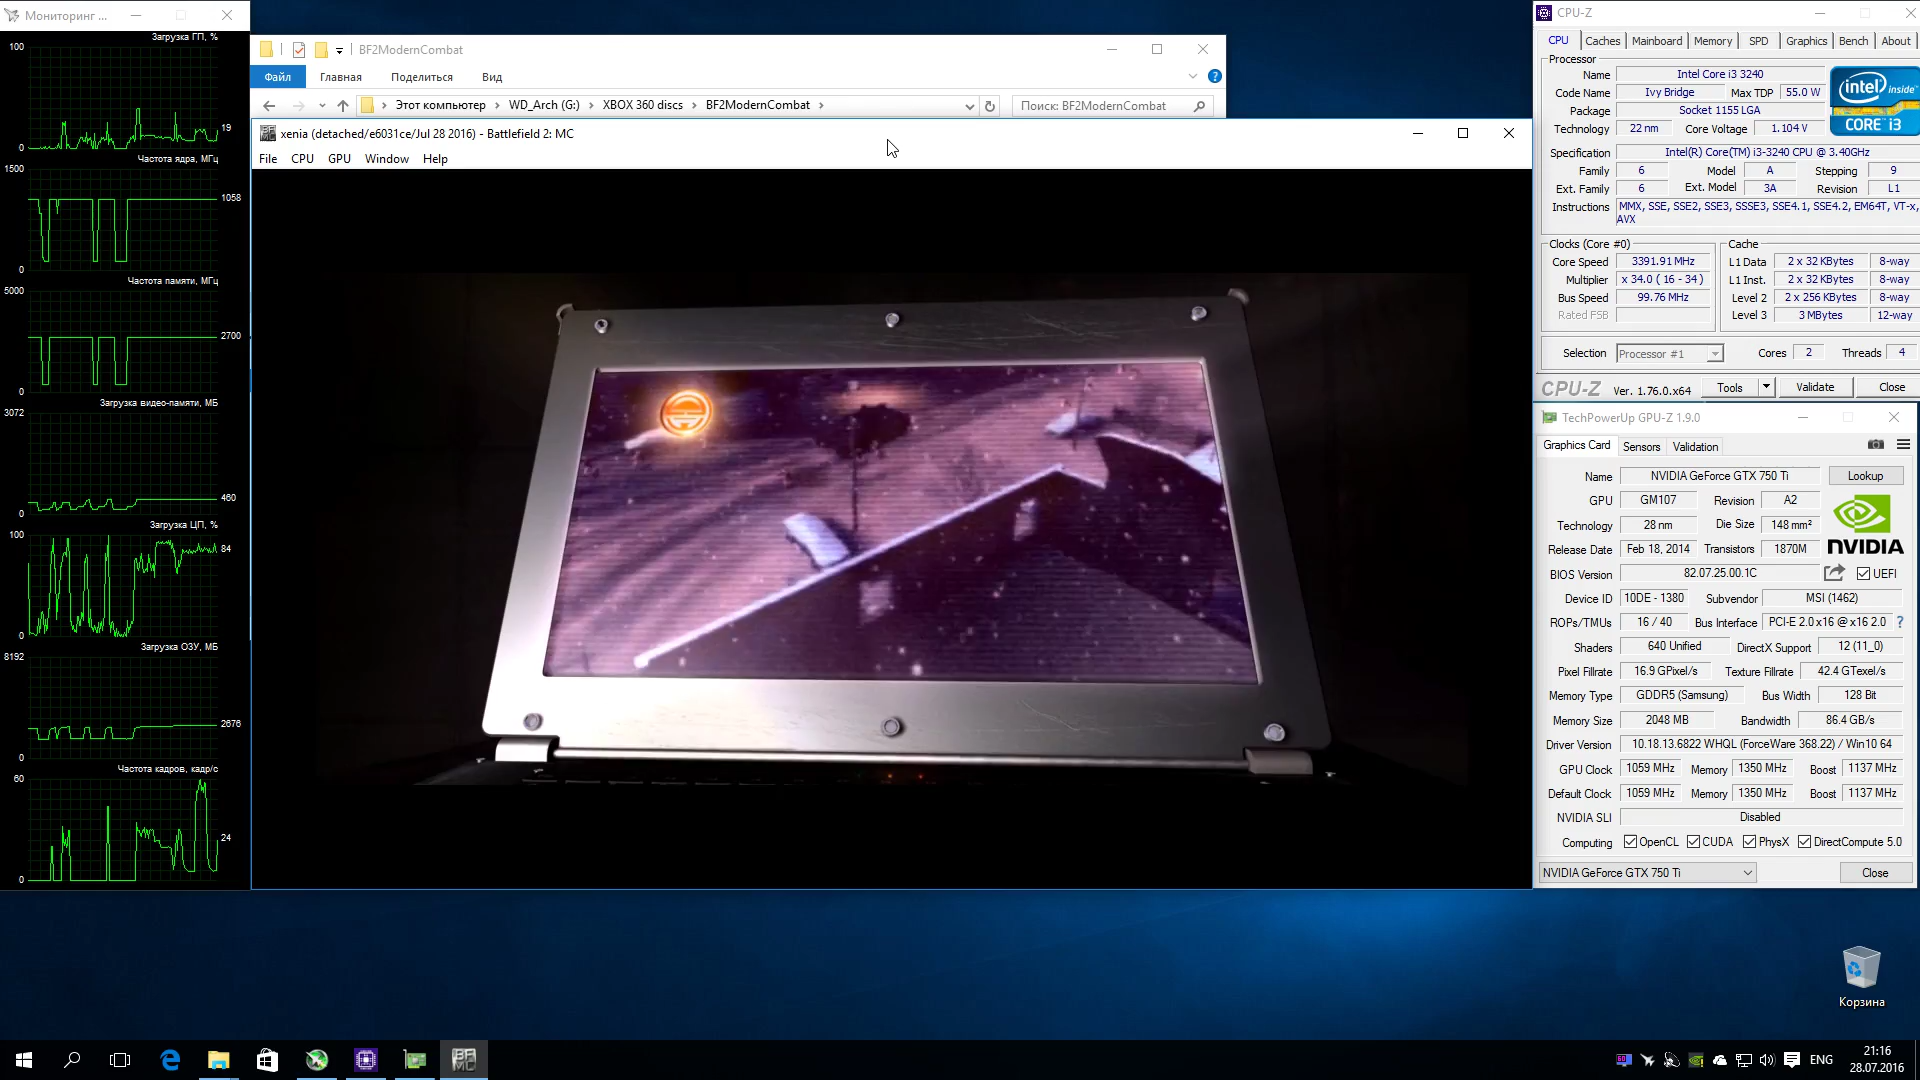 Мониторинг ...
Загрузка ГП, %
100
19
0
Частота ядра, МГц
1500
1058
0
Частота памяти, МГц
5000
2700
0
Загрузка видео-памяти, МБ
3072
460
0
Загрузка ЦП, %
100
84
0
Загрузка ОЗУ, МБ
8192
2676
0
Частота кадров, кадр/с
60
24
0
BF2ModernCombat
Файл Главная Поделиться Вид
Этот компьютер WD_Arch (G:) XBOX 360 discs BF2ModernCombat
Поиск: BF2ModernCombat
xenia (detached/e6031ce/Jul 28 2016) - Battlefield 2: MC
File CPU GPU Window Help
CPU-Z
CPU Caches Mainboard Memory SPD Graphics Bench About
Processor
Name Intel Core i3 3240
Code Name Ivy Bridge Max TDP 55.0 W
Package Socket 1155 LGA
Technology 22 nm Core Voltage 1.104 V
intel inside™
CORE i3
Specification Intel(R) Core(TM) i3-3240 CPU @ 3.40GHz
Family 6 Model A Stepping 9
Ext. Family 6 Ext. Model 3A Revision L1
Instructions MMX, SSE, SSE2, SSE3, SSSE3, SSE4.1, SSE4.2, EM64T, VT-x,
AVX
Clocks (Core #0)
Core Speed 3391.91 MHz
Multiplier x 34.0 ( 16 - 34 )
Bus Speed 99.76 MHz
Rated FSB
Cache
L1 Data 2 x 32 KBytes 8-way
L1 Inst. 2 x 32 KBytes 8-way
Level 2 2 x 256 KBytes 8-way
Level 3 3 MBytes 12-way
Selection Processor #1 Cores 2 Threads 4
CPU-Z Ver. 1.76.0.x64 Tools Validate Close
TechPowerUp GPU-Z 1.9.0
Graphics Card Sensors Validation
Name NVIDIA GeForce GTX 750 Ti Lookup
GPU GM107 Revision A2
Technology 28 nm Die Size 148 mm²
Release Date Feb 18, 2014 Transistors 1870M
NVIDIA
BIOS Version 82.07.25.00.1C UEFI
Device ID 10DE - 1380 Subvendor MSI (1462)
ROPs/TMUs 16 / 40 Bus Interface PCI-E 2.0 x16 @ x16 2.0 ?
Shaders 640 Unified DirectX Support 12 (11_0)
Pixel Fillrate 16.9 GPixel/s Texture Fillrate 42.4 GTexel/s
Memory Type GDDR5 (Samsung) Bus Width 128 Bit
Memory Size 2048 MB Bandwidth 86.4 GB/s
Driver Version 10.18.13.6822 WHQL (ForceWare 368.22) / Win10 64
GPU Clock 1059 MHz Memory 1350 MHz Boost 1137 MHz
Default Clock 1059 MHz Memory 1350 MHz Boost 1137 MHz
NVIDIA SLI Disabled
Computing OpenCL CUDA PhysX DirectCompute 5.0
NVIDIA GeForce GTX 750 Ti Close
Корзина
BF
MC
60
ENG
21:16
28.07.2016